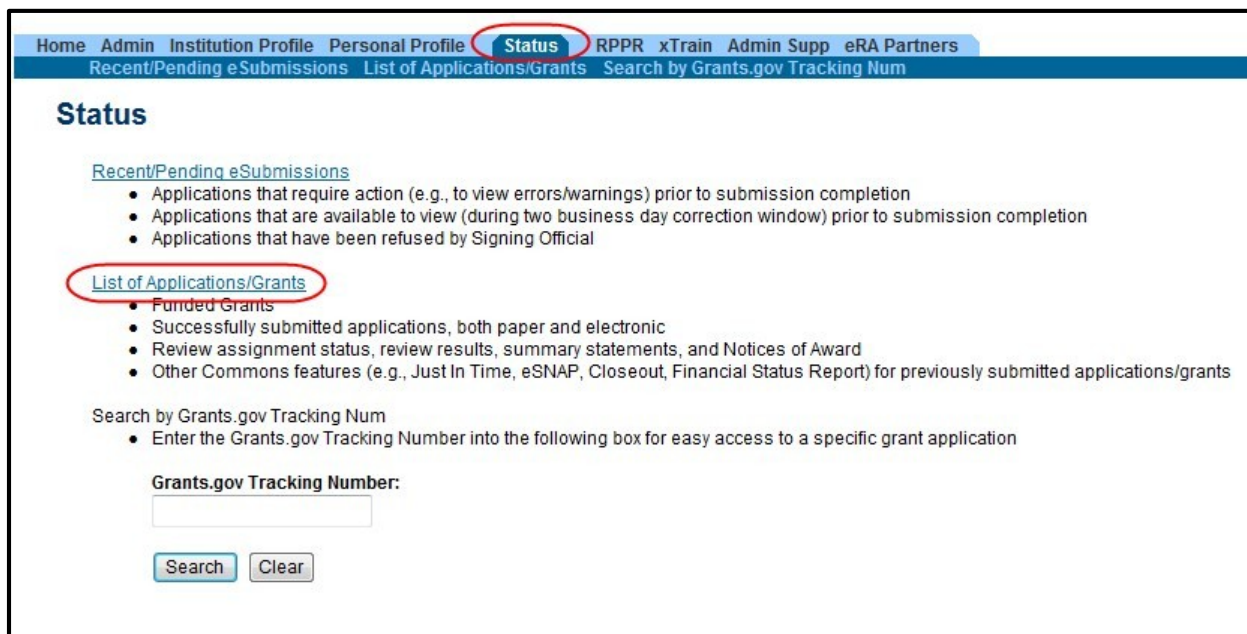 Home Admin Institution Profile Personal Profile Status RPPR xTrain Admin Supp eRA Partners
Recent/Pending eSubmissions List of Applications/Grants Search by Grants.gov Tracking Num
Status
Recent/Pending eSubmissions
• Applications that require action (e.g., to view errors/warnings) prior to submission completion
• Applications that are available to view (during two business day correction window) prior to submission completion
• Applications that have been refused by Signing Official
List of Applications/Grants
• Funded Grants
• Successfully submitted applications, both paper and electronic
• Review assignment status, review results, summary statements, and Notices of Award
• Other Commons features (e.g., Just In Time, eSNAP, Closeout, Financial Status Report) for previously submitted applications/grants
Search by Grants.gov Tracking Num
• Enter the Grants.gov Tracking Number into the following box for easy access to a specific grant application
Grants.gov Tracking Number:
Search Clear